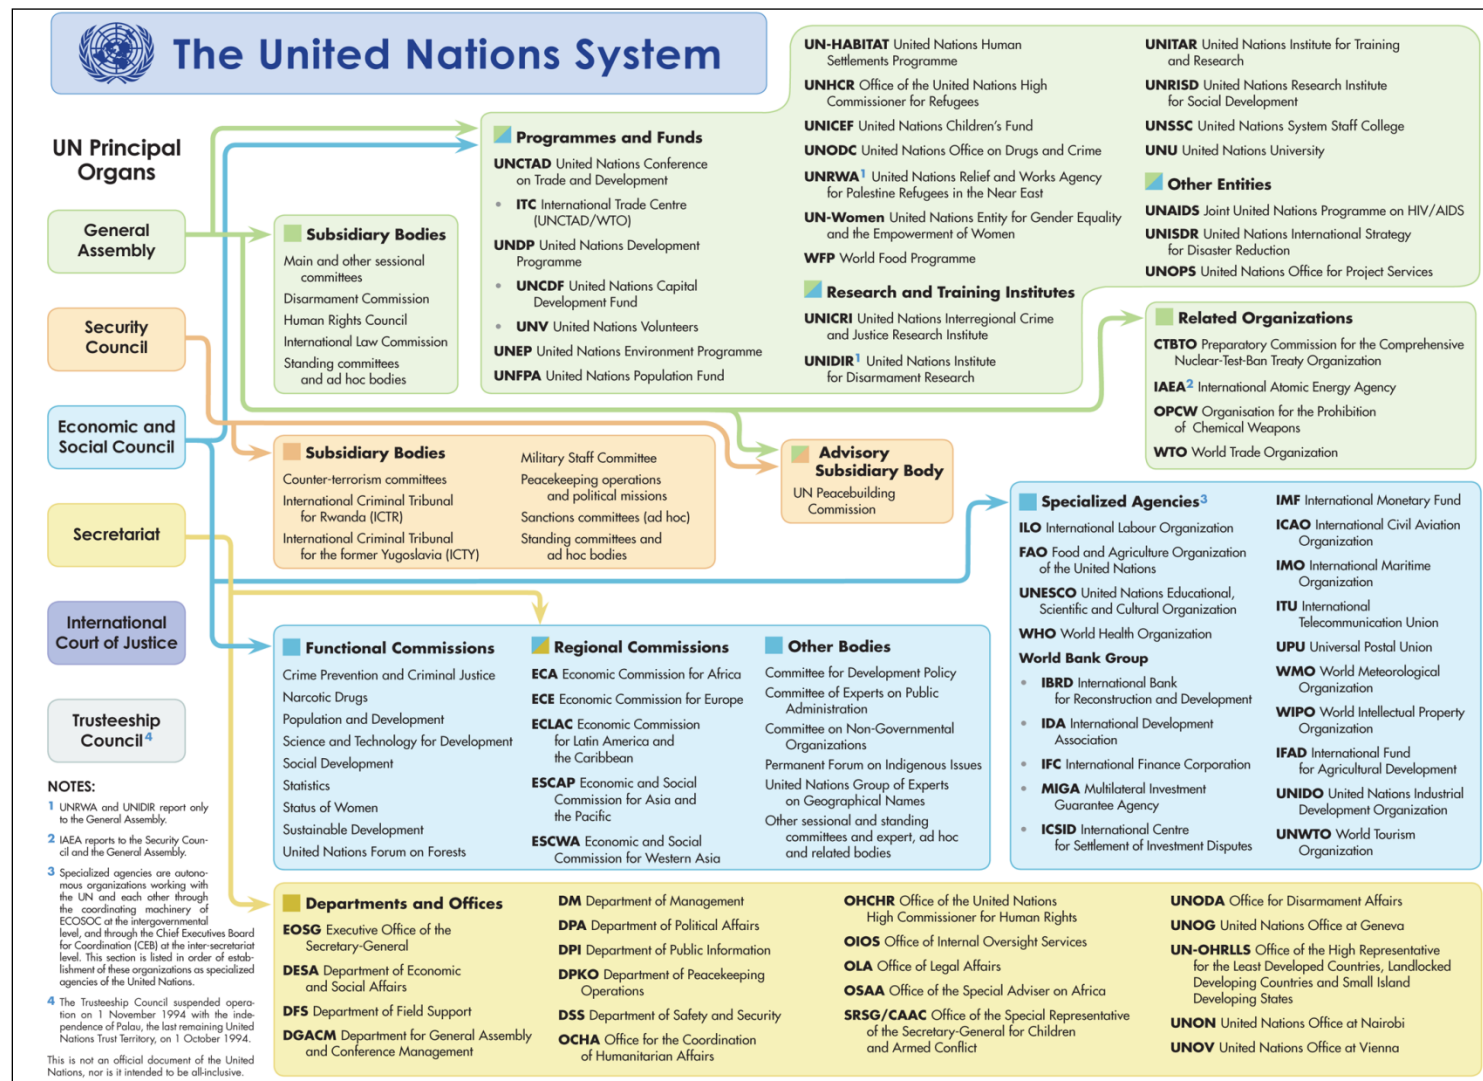 The United Nations System
UN Principal
Organs
General
Assembly
Security
Council
Economic and
Social Council
Secretariat
International
Court of Justice
Trusteeship
Council4
NOTES:
1 UNRWA and UNIDIR report only
to the General Assembly.
2 IAEA reports to the Security Coun-
cil and the General Assembly.
3 Specialized agencies are autono-
mous organizations working with
the UN and each other through
the coordinating machinery of
ECOSOC at the intergovernmental
level, and through the Chief Executives Board
for Coordination (CEB) at the inter-secretariat
level. This section is listed in order of estab-
lishment of these organizations as specialized
agencies of the United Nations.
4 The Trusteeship Council suspended opera-
tion on 1 November 1994 with the inde-
pendence of Palau, the last remaining United
Nations Trust Territory, on 1 October 1994.
This is not an official document of the United
Nations, nor is it intended to be all-inclusive.
Subsidiary Bodies
Main and other sessional
committees
Disarmament Commission
Human Rights Council
International Law Commission
Standing committees
and ad hoc bodies
Programmes and Funds
UNCTAD United Nations Conference
on Trade and Development
• ITC International Trade Centre
(UNCTAD/WTO)
UNDP United Nations Development
Programme
• UNCDF United Nations Capital
Development Fund
• UNV United Nations Volunteers
UNEP United Nations Environment Programme
UNFPA United Nations Population Fund
UN-HABITAT United Nations Human
Settlements Programme
UNHCR Office of the United Nations High
Commissioner for Refugees
UNICEF United Nations Children's Fund
UNODC United Nations Office on Drugs and Crime
UNRWA1 United Nations Relief and Works Agency
for Palestine Refugees in the Near East
UN-Women United Nations Entity for Gender Equality
and the Empowerment of Women
WFP World Food Programme
Research and Training Institutes
UNICRI United Nations Interregional Crime
and Justice Research Institute
UNIDIR1 United Nations Institute
for Disarmament Research
UNITAR United Nations Institute for Training
and Research
UNRISD United Nations Research Institute
for Social Development
UNSSC United Nations System Staff College
UNU United Nations University
Other Entities
UNAIDS Joint United Nations Programme on HIV/AIDS
UNISDR United Nations International Strategy
for Disaster Reduction
UNOPS United Nations Office for Project Services
Related Organizations
CTBTO Preparatory Commission for the Comprehensive
Nuclear-Test-Ban Treaty Organization
IAEA2 International Atomic Energy Agency
OPCW Organisation for the Prohibition
of Chemical Weapons
WTO World Trade Organization
Subsidiary Bodies
Counter-terrorism committees
International Criminal Tribunal
for Rwanda (ICTR)
International Criminal Tribunal
for the former Yugoslavia (ICTY)
Military Staff Committee
Peacekeeping operations
and political missions
Sanctions committees (ad hoc)
Standing committees and
ad hoc bodies
Advisory
Subsidiary Body
UN Peacebuilding
Commission
Specialized Agencies3
ILO International Labour Organization
FAO Food and Agriculture Organization
of the United Nations
UNESCO United Nations Educational,
Scientific and Cultural Organization
WHO World Health Organization
World Bank Group
• IBRD International Bank
for Reconstruction and Development
• IDA International Development
Association
• IFC International Finance Corporation
• MIGA Multilateral Investment
Guarantee Agency
• ICSID International Centre
for Settlement of Investment Disputes
IMF International Monetary Fund
ICAO International Civil Aviation
Organization
IMO International Maritime
Organization
ITU International
Telecommunication Union
UPU Universal Postal Union
WMO World Meteorological
Organization
WIPO World Intellectual Property
Organization
IFAD International Fund
for Agricultural Development
UNIDO United Nations Industrial
Development Organization
UNWTO World Tourism
Organization
Functional Commissions
Crime Prevention and Criminal Justice
Narcotic Drugs
Population and Development
Science and Technology for Development
Social Development
Statistics
Status of Women
Sustainable Development
United Nations Forum on Forests
Regional Commissions
ECA Economic Commission for Africa
ECE Economic Commission for Europe
ECLAC Economic Commission
for Latin America and
the Caribbean
ESCAP Economic and Social
Commission for Asia and
the Pacific
ESCWA Economic and Social
Commission for Western Asia
Other Bodies
Committee for Development Policy
Committee of Experts on Public
Administration
Committee on Non-Governmental
Organizations
Permanent Forum on Indigenous Issues
United Nations Group of Experts
on Geographical Names
Other sessional and standing
committees and expert, ad hoc
and related bodies
Departments and Offices
EOSG Executive Office of the
Secretary-General
DESA Department of Economic
and Social Affairs
DFS Department of Field Support
DGACM Department for General Assembly
and Conference Management
DM Department of Management
DPA Department of Political Affairs
DPI Department of Public Information
DPKO Department of Peacekeeping
Operations
DSS Department of Safety and Security
OCHA Office for the Coordination
of Humanitarian Affairs
OHCHR Office of the United Nations
High Commissioner for Human Rights
OIOS Office of Internal Oversight Services
OLA Office of Legal Affairs
OSAA Office of the Special Adviser on Africa
SRSG/CAAC Office of the Special Representative
of the Secretary-General for Children
and Armed Conflict
UNODA Office for Disarmament Affairs
UNOG United Nations Office at Geneva
UN-OHRLLS Office of the High Representative
for the Least Developed Countries, Landlocked
Developing Countries and Small Island
Developing States
UNON United Nations Office at Nairobi
UNOV United Nations Office at Vienna